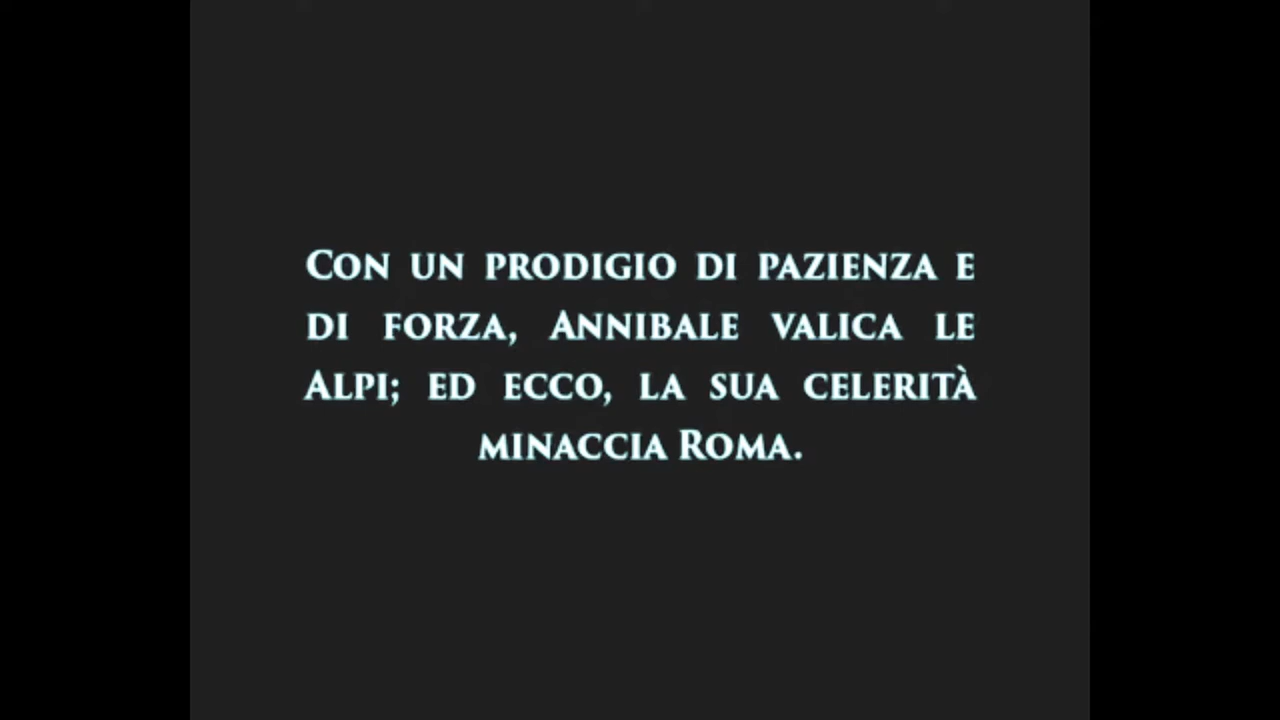 Con un prodigio di pazienza e
di forza, Annibale valica le
Alpi; ed ecco, la sua celerità
minaccia Roma.